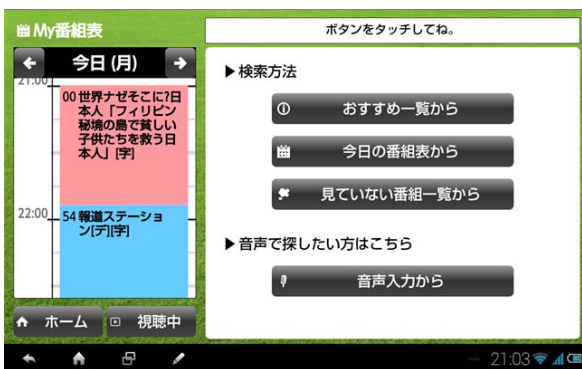 My番組表
ボタンをタッチしてね。
今日 (月)
21:00
00 世界ナゼそこに?日
本人「フィリピン
秘境の島で貧しい
子供たちを救う日
本人」[字]
22:00
54 報道ステーショ
ン[デ][字]
ホーム
視聴中
▶検索方法
おすすめ一覧から
今日の番組表から
見ていない番組一覧から
▶音声で探したい方はこちら
音声入力から
21:03